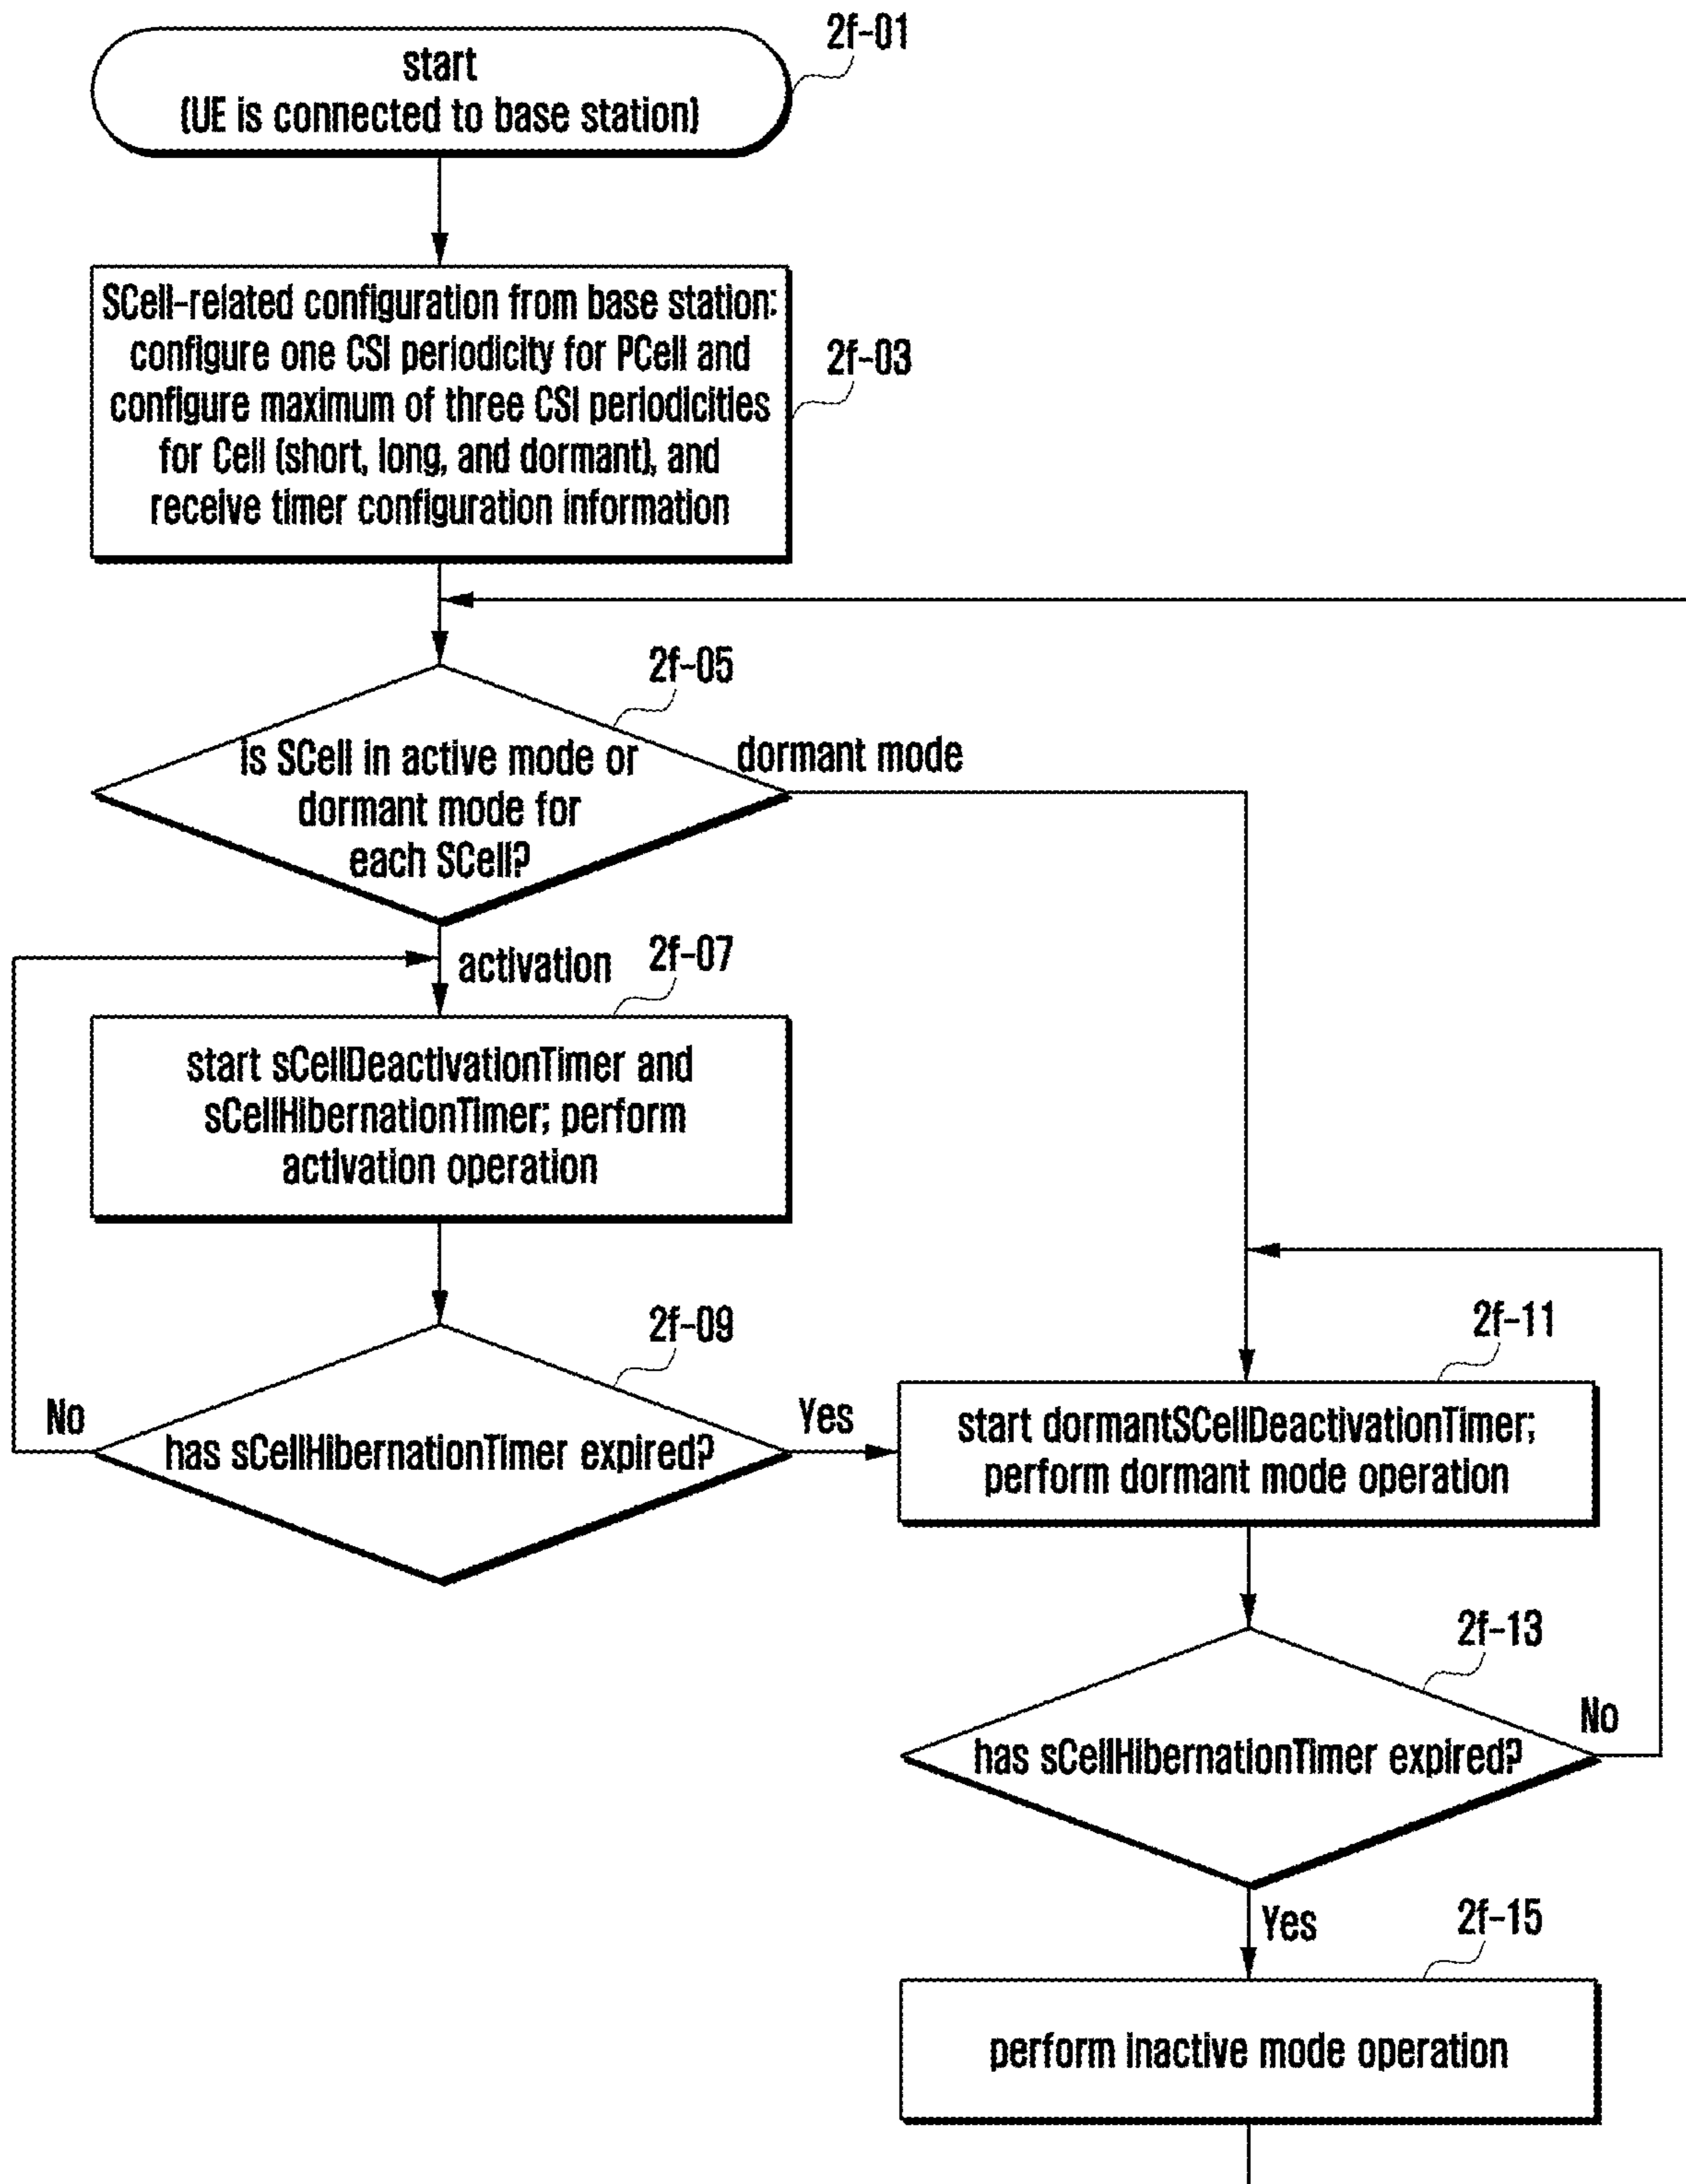 2f-01
start
(UE is connected to base station)
SCell-related configuration from base station:
configure one CSI periodicity for PCell and
configure maximum of three CSI periodicities
for Cell (short, long, and dormant), and
receive timer configuration information
2f-03
2f-05
is SCell in active mode or
dormant mode for
each SCell?
dormant mode
activation
2f-07
start sCellDeactivationTimer and
sCellHibernationTimer; perform
activation operation
2f-09
No
has sCellHibernationTimer expired?
Yes
2f-11
start dormantSCellDeactivationTimer;
perform dormant mode operation
2f-13
has sCellHibernationTimer expired?
No
Yes
2f-15
perform inactive mode operation